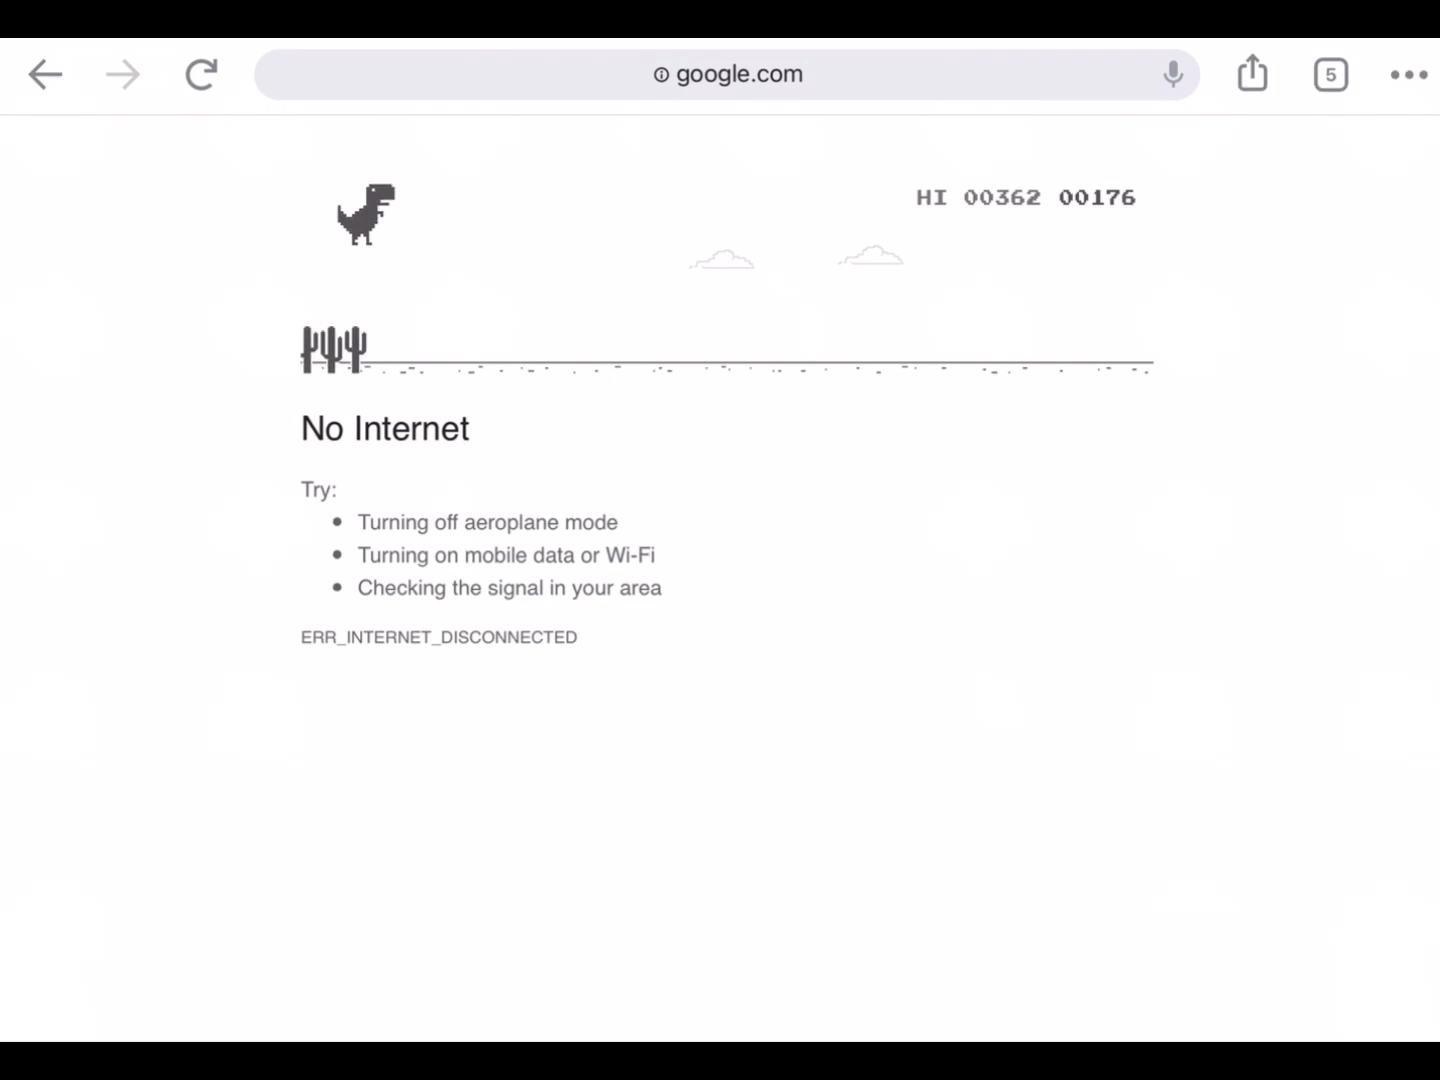 google.com
5
HI 00362 00176
No Internet
Try:
Turning off aeroplane mode
Turning on mobile data or Wi-Fi
Checking the signal in your area
ERR_INTERNET_DISCONNECTED